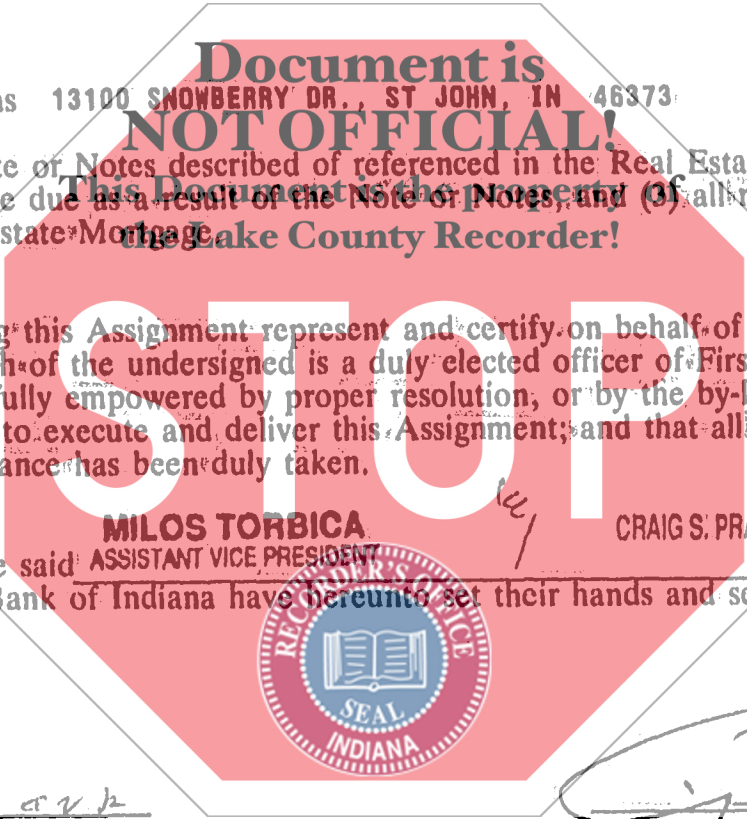 Document is
as 13100 SNOWBERRY DR., ST JOHN, IN 46373
NOT OFFICIAL!
te or Notes described of referenced in the Real Esta
This Document is the property of
e due as a result of the Note or Notes, and (3) all r
the Lake County Recorder!
state Mortgage.
g this Assignment represent and certify on behalf of
h of the undersigned is a duly elected officer of Firs
fully empowered by proper resolution, or by the by-l
to execute and deliver this Assignment; and that all
ance has been duly taken.
STOP
MILOS TORBICA
CRAIG S. PRA
e said ASSISTANT VICE PRESIDENT
Bank of Indiana have hereunto set their hands and se
RECORDER'S OFFICE
SEAL
INDIANA